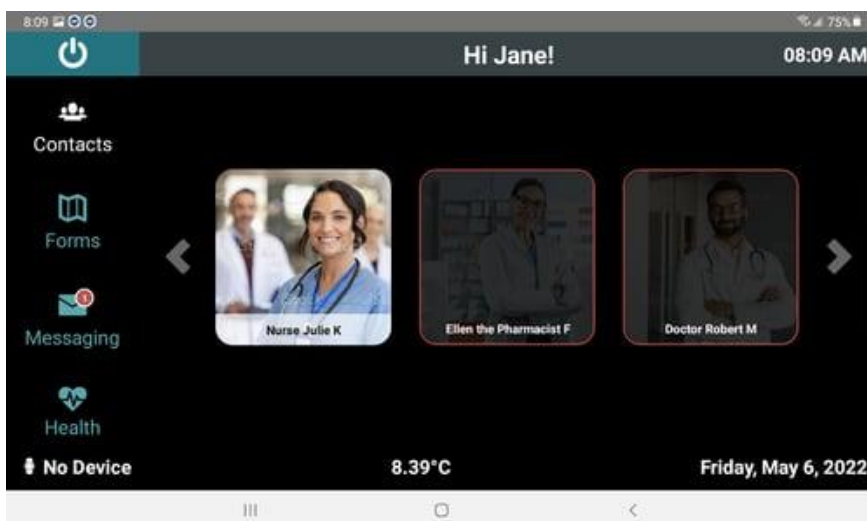 8:09 75%
Hi Jane! 08:09 AM
Contacts
Forms
1
Messaging
Health
Nurse Julie K
Ellen the Pharmacist F
Doctor Robert M
No Device 8.39°C Friday, May 6, 2022